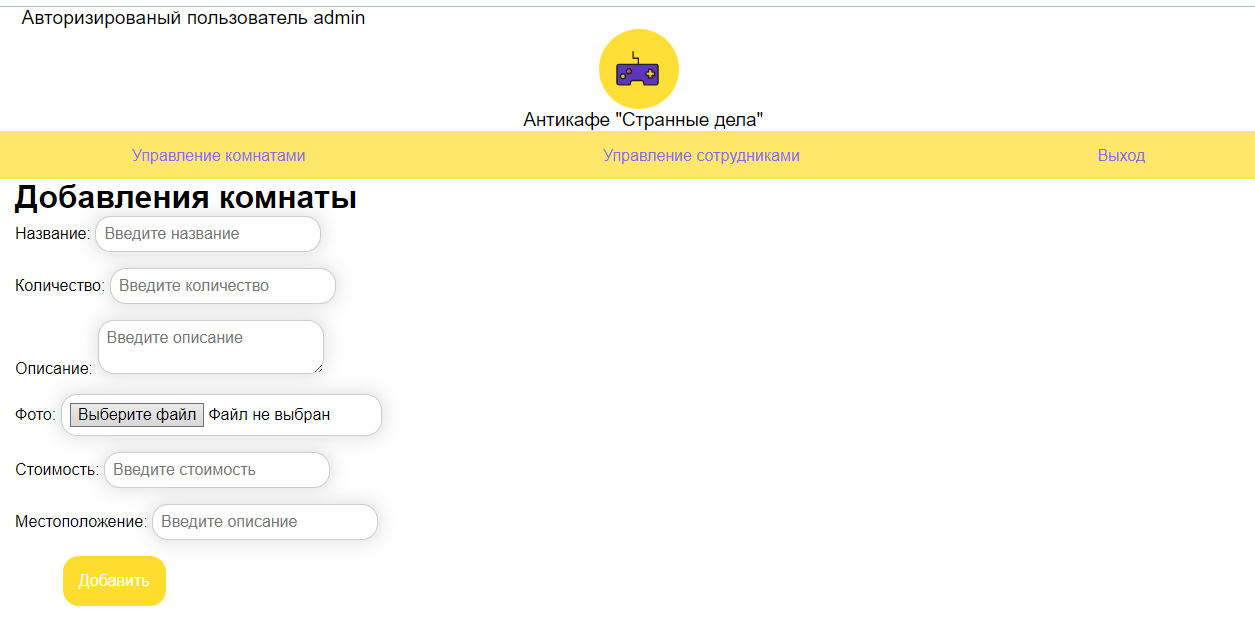 Авторизированый пользователь admin
Антикафе "Странные дела"
Управление комнатами Управление сотрудниками Выход
Добавления комнаты
Название: Введите название
Количество: Введите количество
Описание: Введите описание
Фото: Выберите файл Файл не выбран
Стоимость: Введите стоимость
Местоположение: Введите описание
Добавить